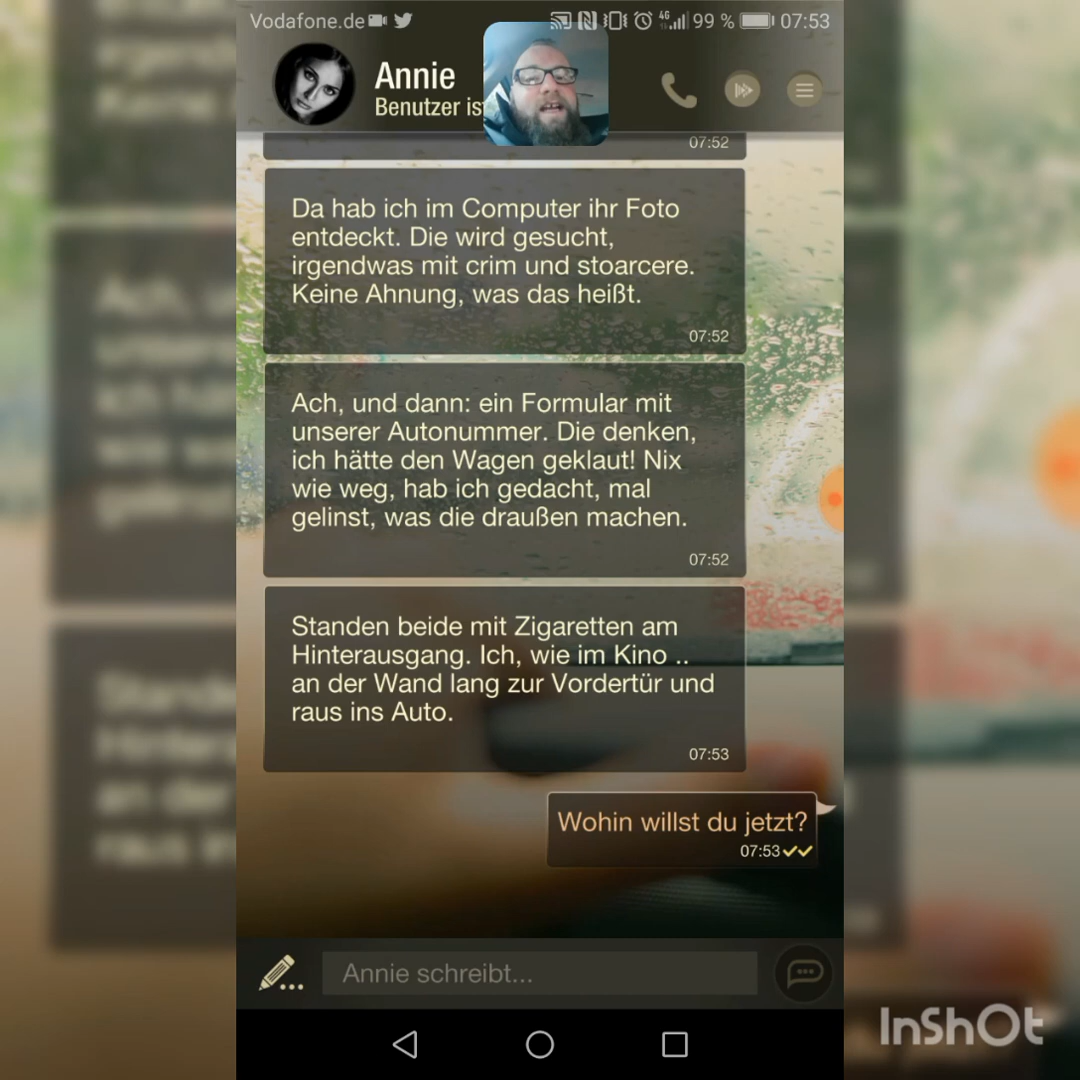 Vodafone.de 4G 99 % 07:53
Annie
Benutzer is
07:52
Da hab ich im Computer ihr Foto
entdeckt. Die wird gesucht,
irgendwas mit crim und stoarcere.
Keine Ahnung, was das heißt.
07:52
Ach, und dann: ein Formular mit
unserer Autonummer. Die denken,
ich hätte den Wagen geklaut! Nix
wie weg, hab ich gedacht, mal
gelinst, was die draußen machen.
07:52
Standen beide mit Zigaretten am
Hinterausgang. Ich, wie im Kino ..
an der Wand lang zur Vordertür und
raus ins Auto.
07:53
Wohin willst du jetzt?
07:53
Annie schreibt...
InShOt